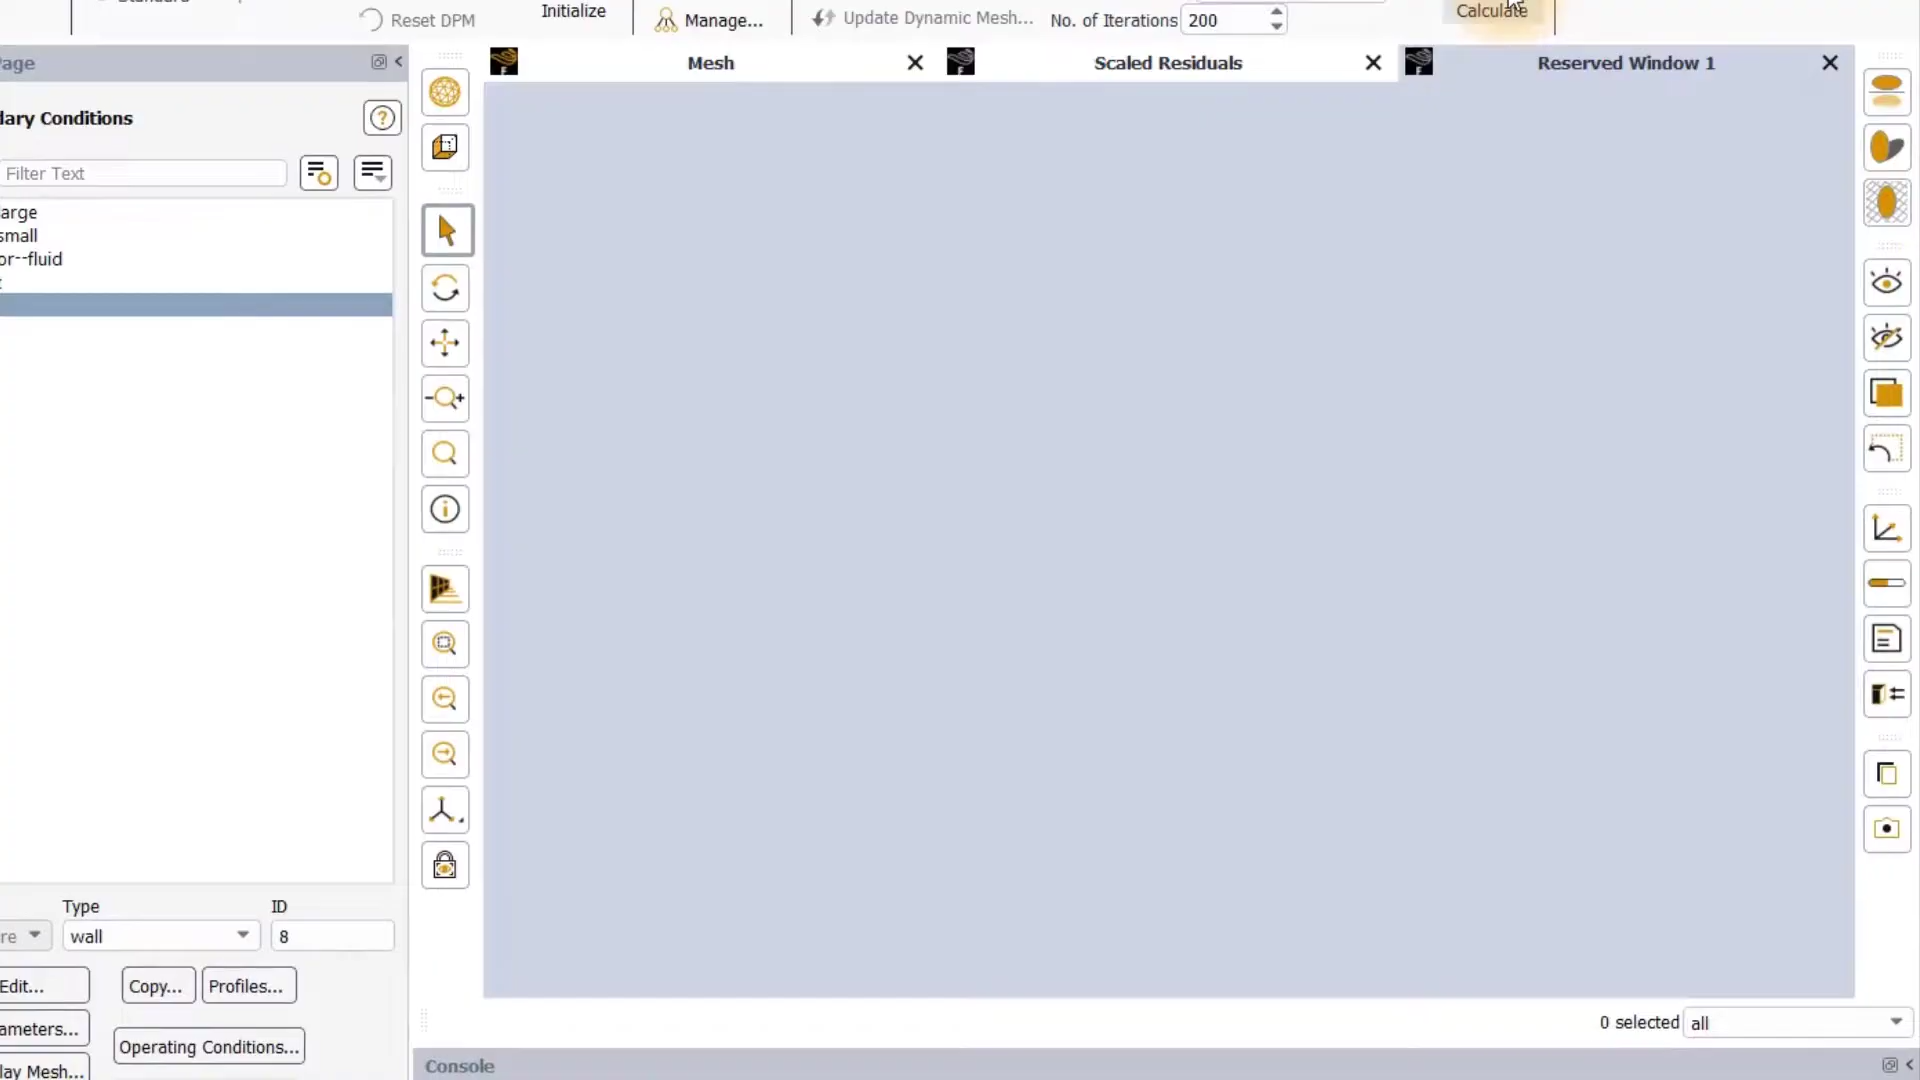 Reset DPM
Initialize
Manage...
Update Dynamic Mesh...
No. of Iterations 200
Calculate
age
Mesh
Scaled Residuals
Reserved Window 1
dary Conditions
Filter Text
arge
small
or--fluid
Type
ID
re
wall
8
Edit...
Copy...
Profiles...
ameters...
Operating Conditions...
lay Mesh...
0 selected
all
Console